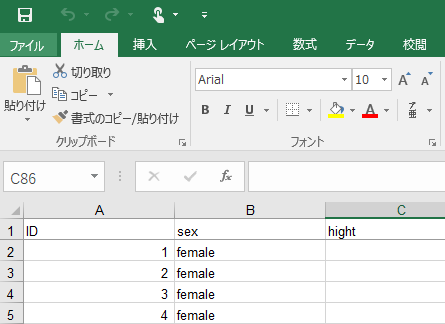 ファイル ホーム 挿入 ページ レイアウト 数式 データ 校閲
貼り付け
切り取り
コピー
書式のコピー/貼り付け
クリップボード
Arial 10 A A
B I U A ア亜
フォント
C86 fx
A B C
1 ID sex hight
2 1 female
3 2 female
4 3 female
5 4 female